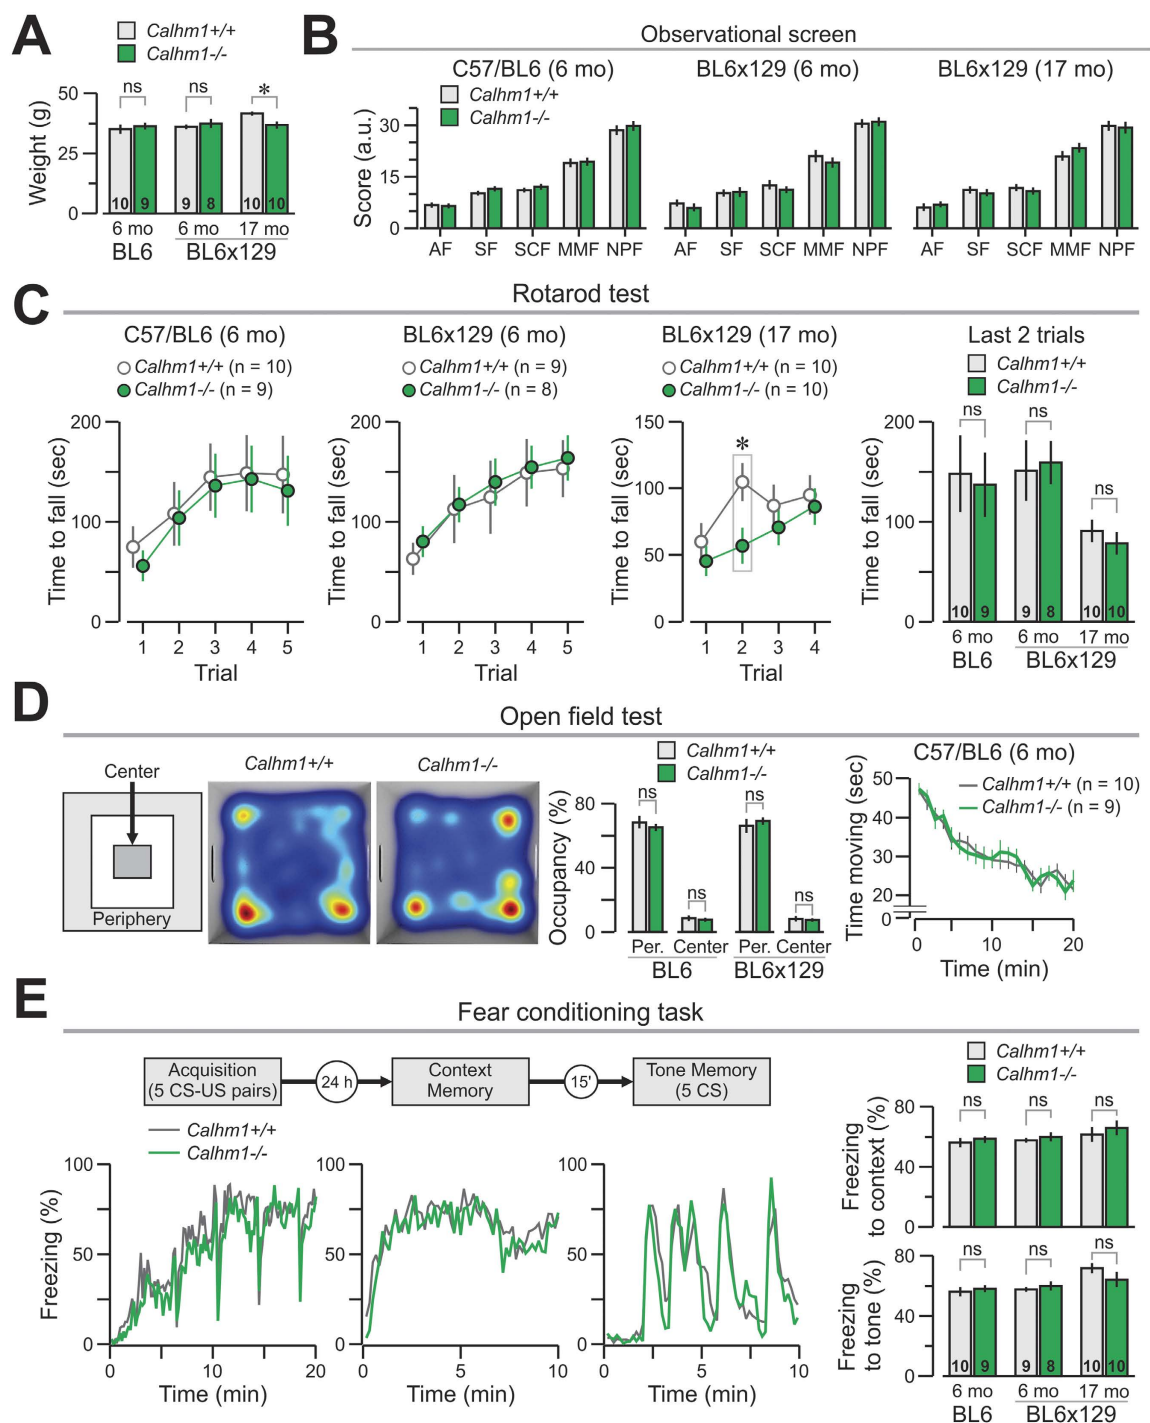 A
Calhm1+/+
Calhm1-/-
Weight (g)
50
25
0
ns
ns
*
10 9 9 8 10 10
6 mo 6 mo 17 mo
BL6 BL6x129
B
Observational screen
C57/BL6 (6 mo) BL6x129 (6 mo) BL6x129 (17 mo)
Calhm1+/+
Calhm1-/-
Score (a.u.)
30
15
0
AF SF SCF MMF NPF AF SF SCF MMF NPF AF SF SCF MMF NPF
C
Rotarod test
C57/BL6 (6 mo)
Calhm1+/+ (n = 10)
Calhm1-/- (n = 9)
Time to fall (sec)
200
100
0
1 2 3 4 5
Trial
BL6x129 (6 mo)
Calhm1+/+ (n = 9)
Calhm1-/- (n = 8)
Time to fall (sec)
200
100
0
1 2 3 4 5
Trial
BL6x129 (17 mo)
Calhm1+/+ (n = 10)
Calhm1-/- (n = 10)
Time to fall (sec)
150
100
50
0
*
1 2 3 4
Trial
Last 2 trials
Calhm1+/+
Calhm1-/-
Time to fall (sec)
200
100
0
ns ns ns
10 9 9 8 10 10
6 mo 6 mo 17 mo
BL6 BL6x129
D
Open field test
Center
Periphery
Calhm1+/+ Calhm1-/-
Calhm1+/+
Calhm1-/-
Occupancy (%)
80
40
0
ns ns ns ns
Per. Center Per. Center
BL6 BL6x129
C57/BL6 (6 mo)
Calhm1+/+ (n = 10)
Calhm1-/- (n = 9)
Time moving (sec)
50
40
30
20
0
0 10 20
Time (min)
E
Fear conditioning task
Acquisition
(5 CS-US pairs)
24 h
Context
Memory
15'
Tone Memory
(5 CS)
Calhm1+/+
Calhm1-/-
Freezing (%)
100
50
0
0 10 20
Time (min)
100
50
0
0 5 10
Time (min)
100
50
0
0 5 10
Time (min)
Calhm1+/+
Calhm1-/-
Freezing
to context (%)
80
40
0
ns ns ns
Freezing
to tone (%)
80
40
0
ns ns ns
10 9 9 8 10 10
6 mo 6 mo 17 mo
BL6 BL6x129